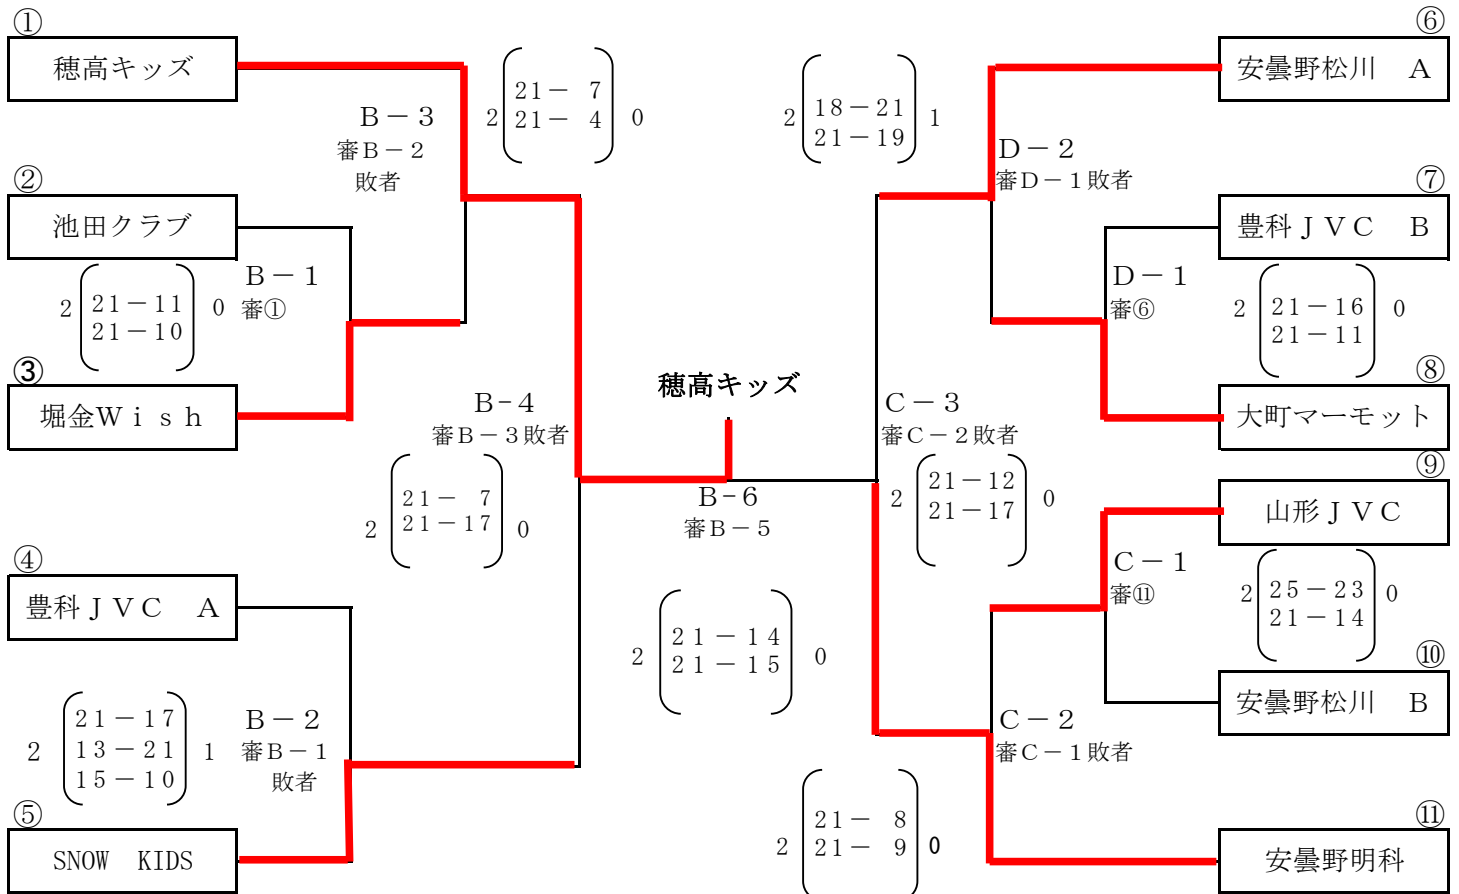 ①
穂高キッズ
B－3
審B－2
敗者
2 21－ 7 0
21－ 4
②
池田クラブ
B－1
審①
2 21－11 0
21－10
③
堀金Wｉｓｈ
B-4
審B－3敗者
2 21－ 7 0
21－17
④
豊科ＪＶＣ　A
B－2
審B－1
敗者
2 21－17 1
13－21
15－10
⑤
SNOW KIDS
穂高キッズ
B-6
審B－5
2 21－14 0
21－15
⑥
安曇野松川　A
2 18－21 1
21－19
D－2
審D－1敗者
⑦
豊科ＪＶＣ　B
D－1
審⑥
2 21－16 0
21－11
⑧
大町マーモット
C－3
審C－2敗者
2 21－12 0
21－17
⑨
山形ＪＶＣ
C－1
審⑪
2 25－23 0
21－14
⑩
安曇野松川　B
C－2
審C－1敗者
2 21－ 8 0
21－ 9
⑪
安曇野明科